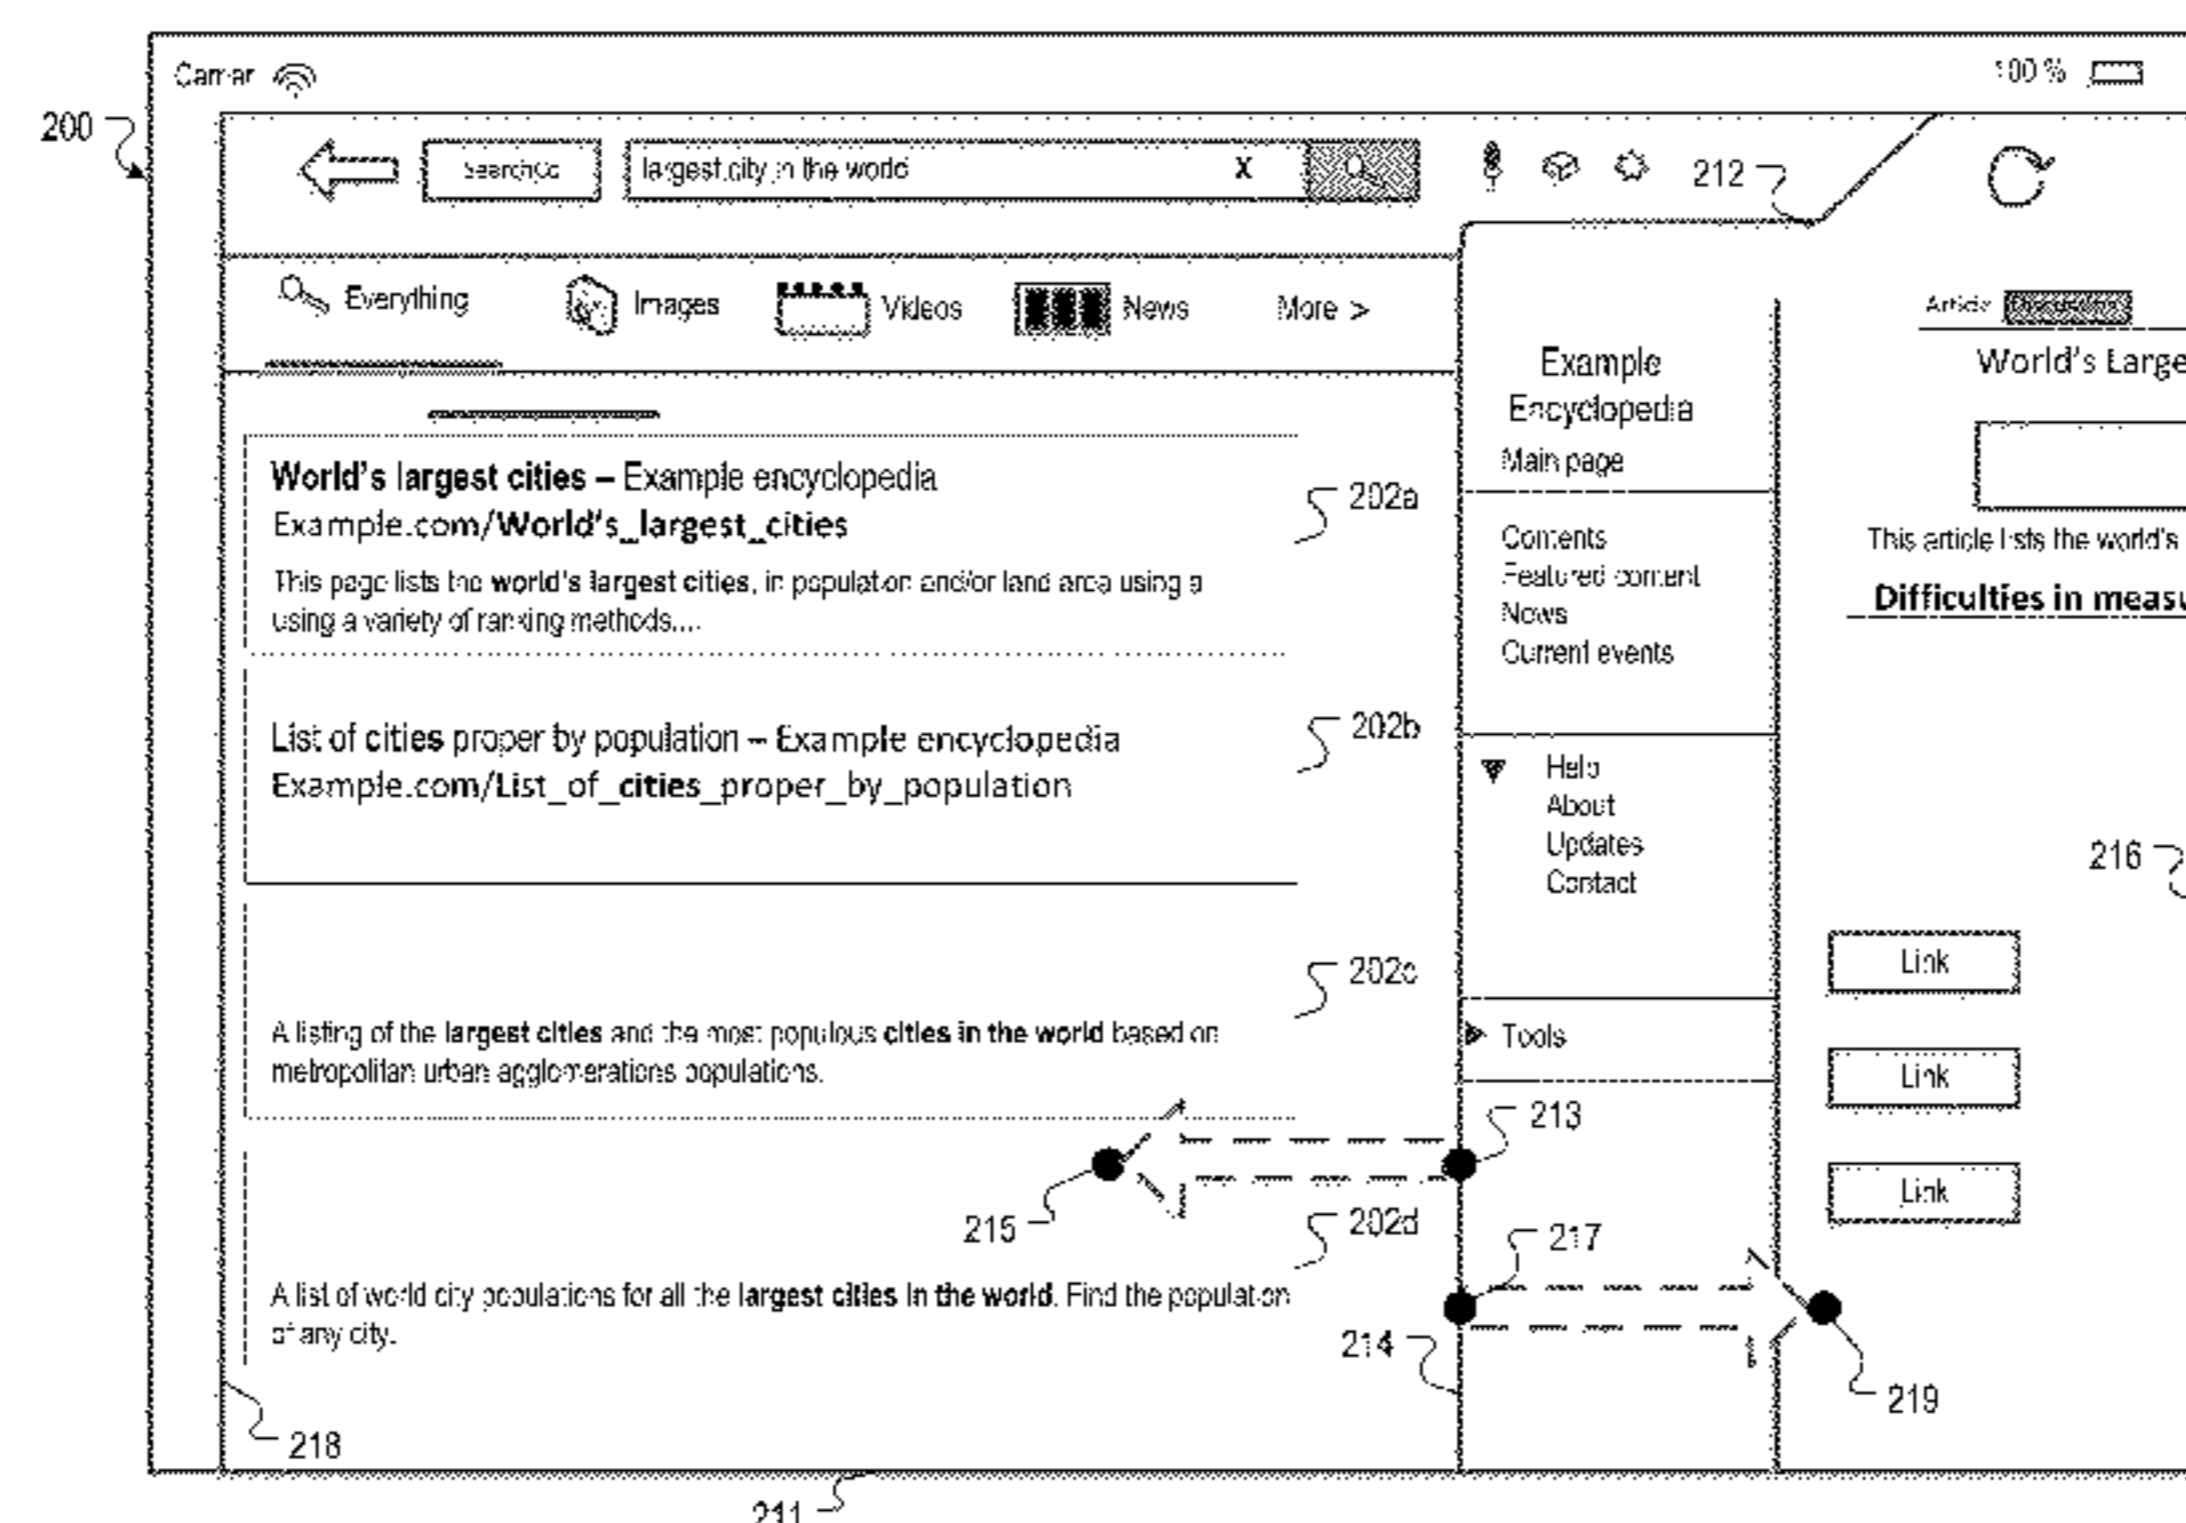 Carrier
100 %
200
SearchCo
largest city in the world
X
212
Everything
Images
Videos
News
More >
Article
World's Large
Example
Encyclopedia
Main page
World's largest cities – Example encyclopedia
Example.com/World's_largest_cities
202a
This page lists the world's largest cities, in population and/or land area using a
using a variety of ranking methods....
Contents
Featured content
News
Current events
This article lists the world's
Difficulties in measu
202b
List of cities proper by population – Example encyclopedia
Example.com/List_of_cities_proper_by_population
Help
About
Updates
Contact
216
202c
Link
A listing of the largest cities and the most populous cities in the world based on
metropolitan urban agglomerations populations.
Tools
Link
213
215
202d
217
Link
A list of world city populations for all the largest cities in the world. Find the population
of any city.
214
219
218
211